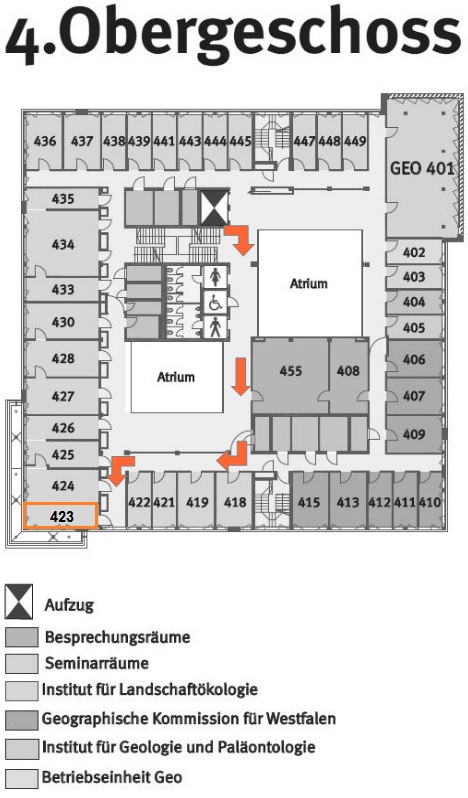 4.Obergeschoss
436 437 438 439 441 443 444 445 447 448 449
GEO 401
435
434
433
430
428
427
426
425
424
423
Atrium
Atrium
402
403
404
405
406
407
409
455 408
422 421 419 418 415 413 412 411 410
Aufzug
Besprechungsräume
Seminarräume
Institut für Landschaftökologie
Geographische Kommission für Westfalen
Institut für Geologie und Paläontologie
Betriebseinheit Geo